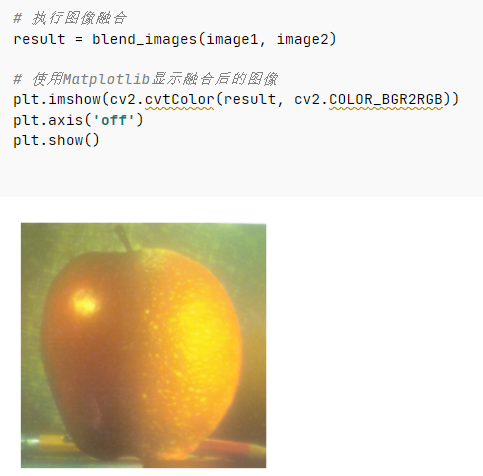 # 执行图像融合
result = blend_images(image1, image2)
# 使用Matplotlib显示融合后的图像
plt.imshow(cv2.cvtColor(result, cv2.COLOR_BGR2RGB))
plt.axis('off')
plt.show()